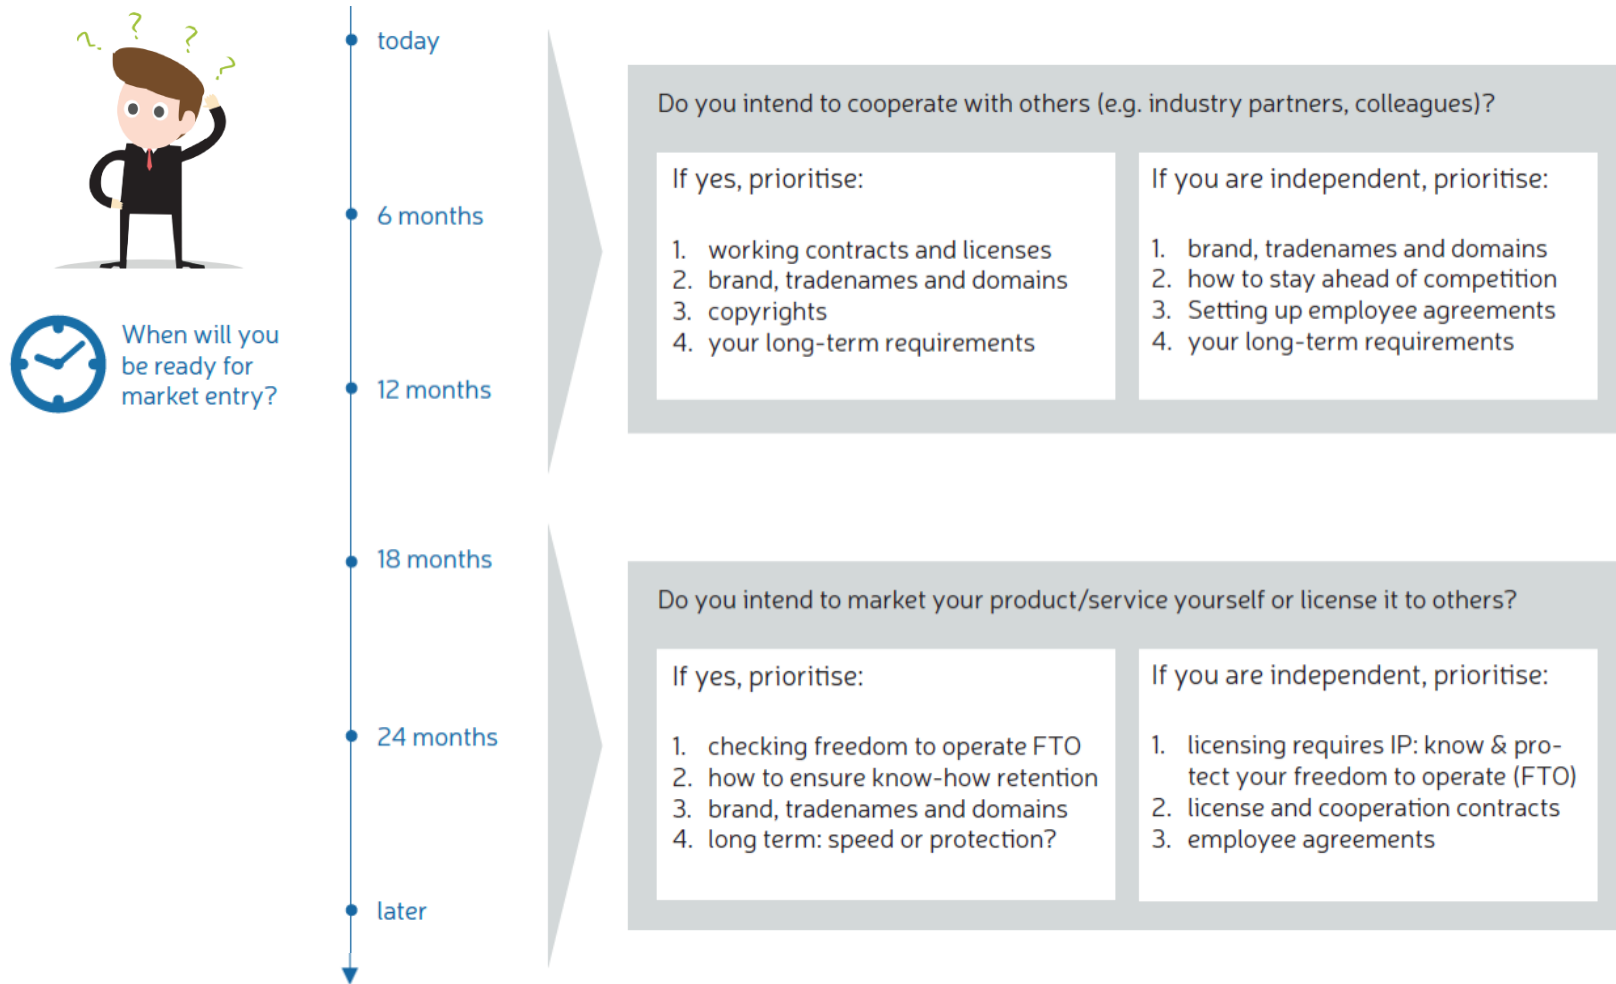 ? ? ? ?
When will you
be ready for
market entry?
today
6 months
12 months
18 months
24 months
later
Do you intend to cooperate with others (e.g. industry partners, colleagues)?
If yes, prioritise:
1. working contracts and licenses
2. brand, tradenames and domains
3. copyrights
4. your long-term requirements
If you are independent, prioritise:
1. brand, tradenames and domains
2. how to stay ahead of competition
3. Setting up employee agreements
4. your long-term requirements
Do you intend to market your product/service yourself or license it to others?
If yes, prioritise:
1. checking freedom to operate FTO
2. how to ensure know-how retention
3. brand, tradenames and domains
4. long term: speed or protection?
If you are independent, prioritise:
1. licensing requires IP: know & pro-
tect your freedom to operate (FTO)
2. license and cooperation contracts
3. employee agreements